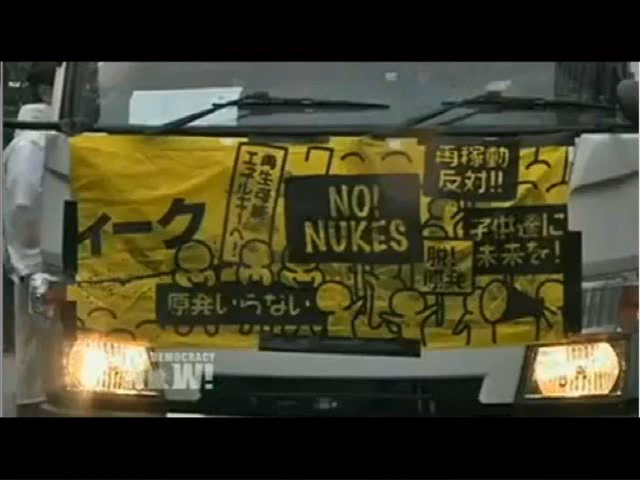 再生可能
エネルギーへ!
NO!
NUKES
再稼動
反対!!
ィーク
子供達に
未来を!
脱!
原発
原発いらない
DEMOCRACY
NOW!